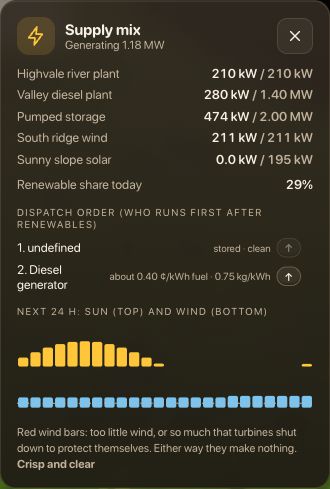 Supply mix
Generating 1.18 MW
Highvale river plant 210 kW / 210 kW
Valley diesel plant 280 kW / 1.40 MW
Pumped storage 474 kW / 2.00 MW
South ridge wind 211 kW / 211 kW
Sunny slope solar 0.0 kW / 195 kW
Renewable share today 29%
DISPATCH ORDER (WHO RUNS FIRST AFTER
RENEWABLES)
1. undefined stored · clean ↑
2. Diesel
generator about 0.40 ¢/kWh fuel · 0.75 kg/kWh ↑
NEXT 24 H: SUN (TOP) AND WIND (BOTTOM)
Red wind bars: too little wind, or so much that turbines shut
down to protect themselves. Either way they make nothing.
Crisp and clear